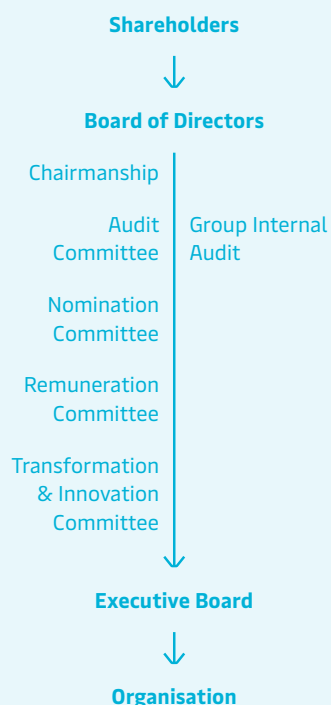 Shareholders
Board of Directors
Chairmanship
Audit
Committee
Group Internal
Audit
Nomination
Committee
Remuneration
Committee
Transformation
& Innovation
Committee
Executive Board
Organisation